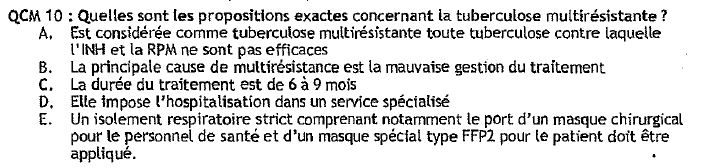 QCM 10 : Quelles sont les propositions exactes concernant la tuberculose multirésistante ?
A. Est considérée comme tuberculose multirésistante toute tuberculose contre laquelle
l'INH et la RPM ne sont pas efficaces
B. La principale cause de multirésistance est la mauvaise gestion du traitement
C. La durée du traitement est de 6 à 9 mois
D. Elle impose l'hospitalisation dans un service spécialisé
E. Un isolement respiratoire strict comprenant notamment le port d'un masque chirurgical
pour le personnel de santé et d'un masque spécial type FFP2 pour le patient doit être
appliqué.